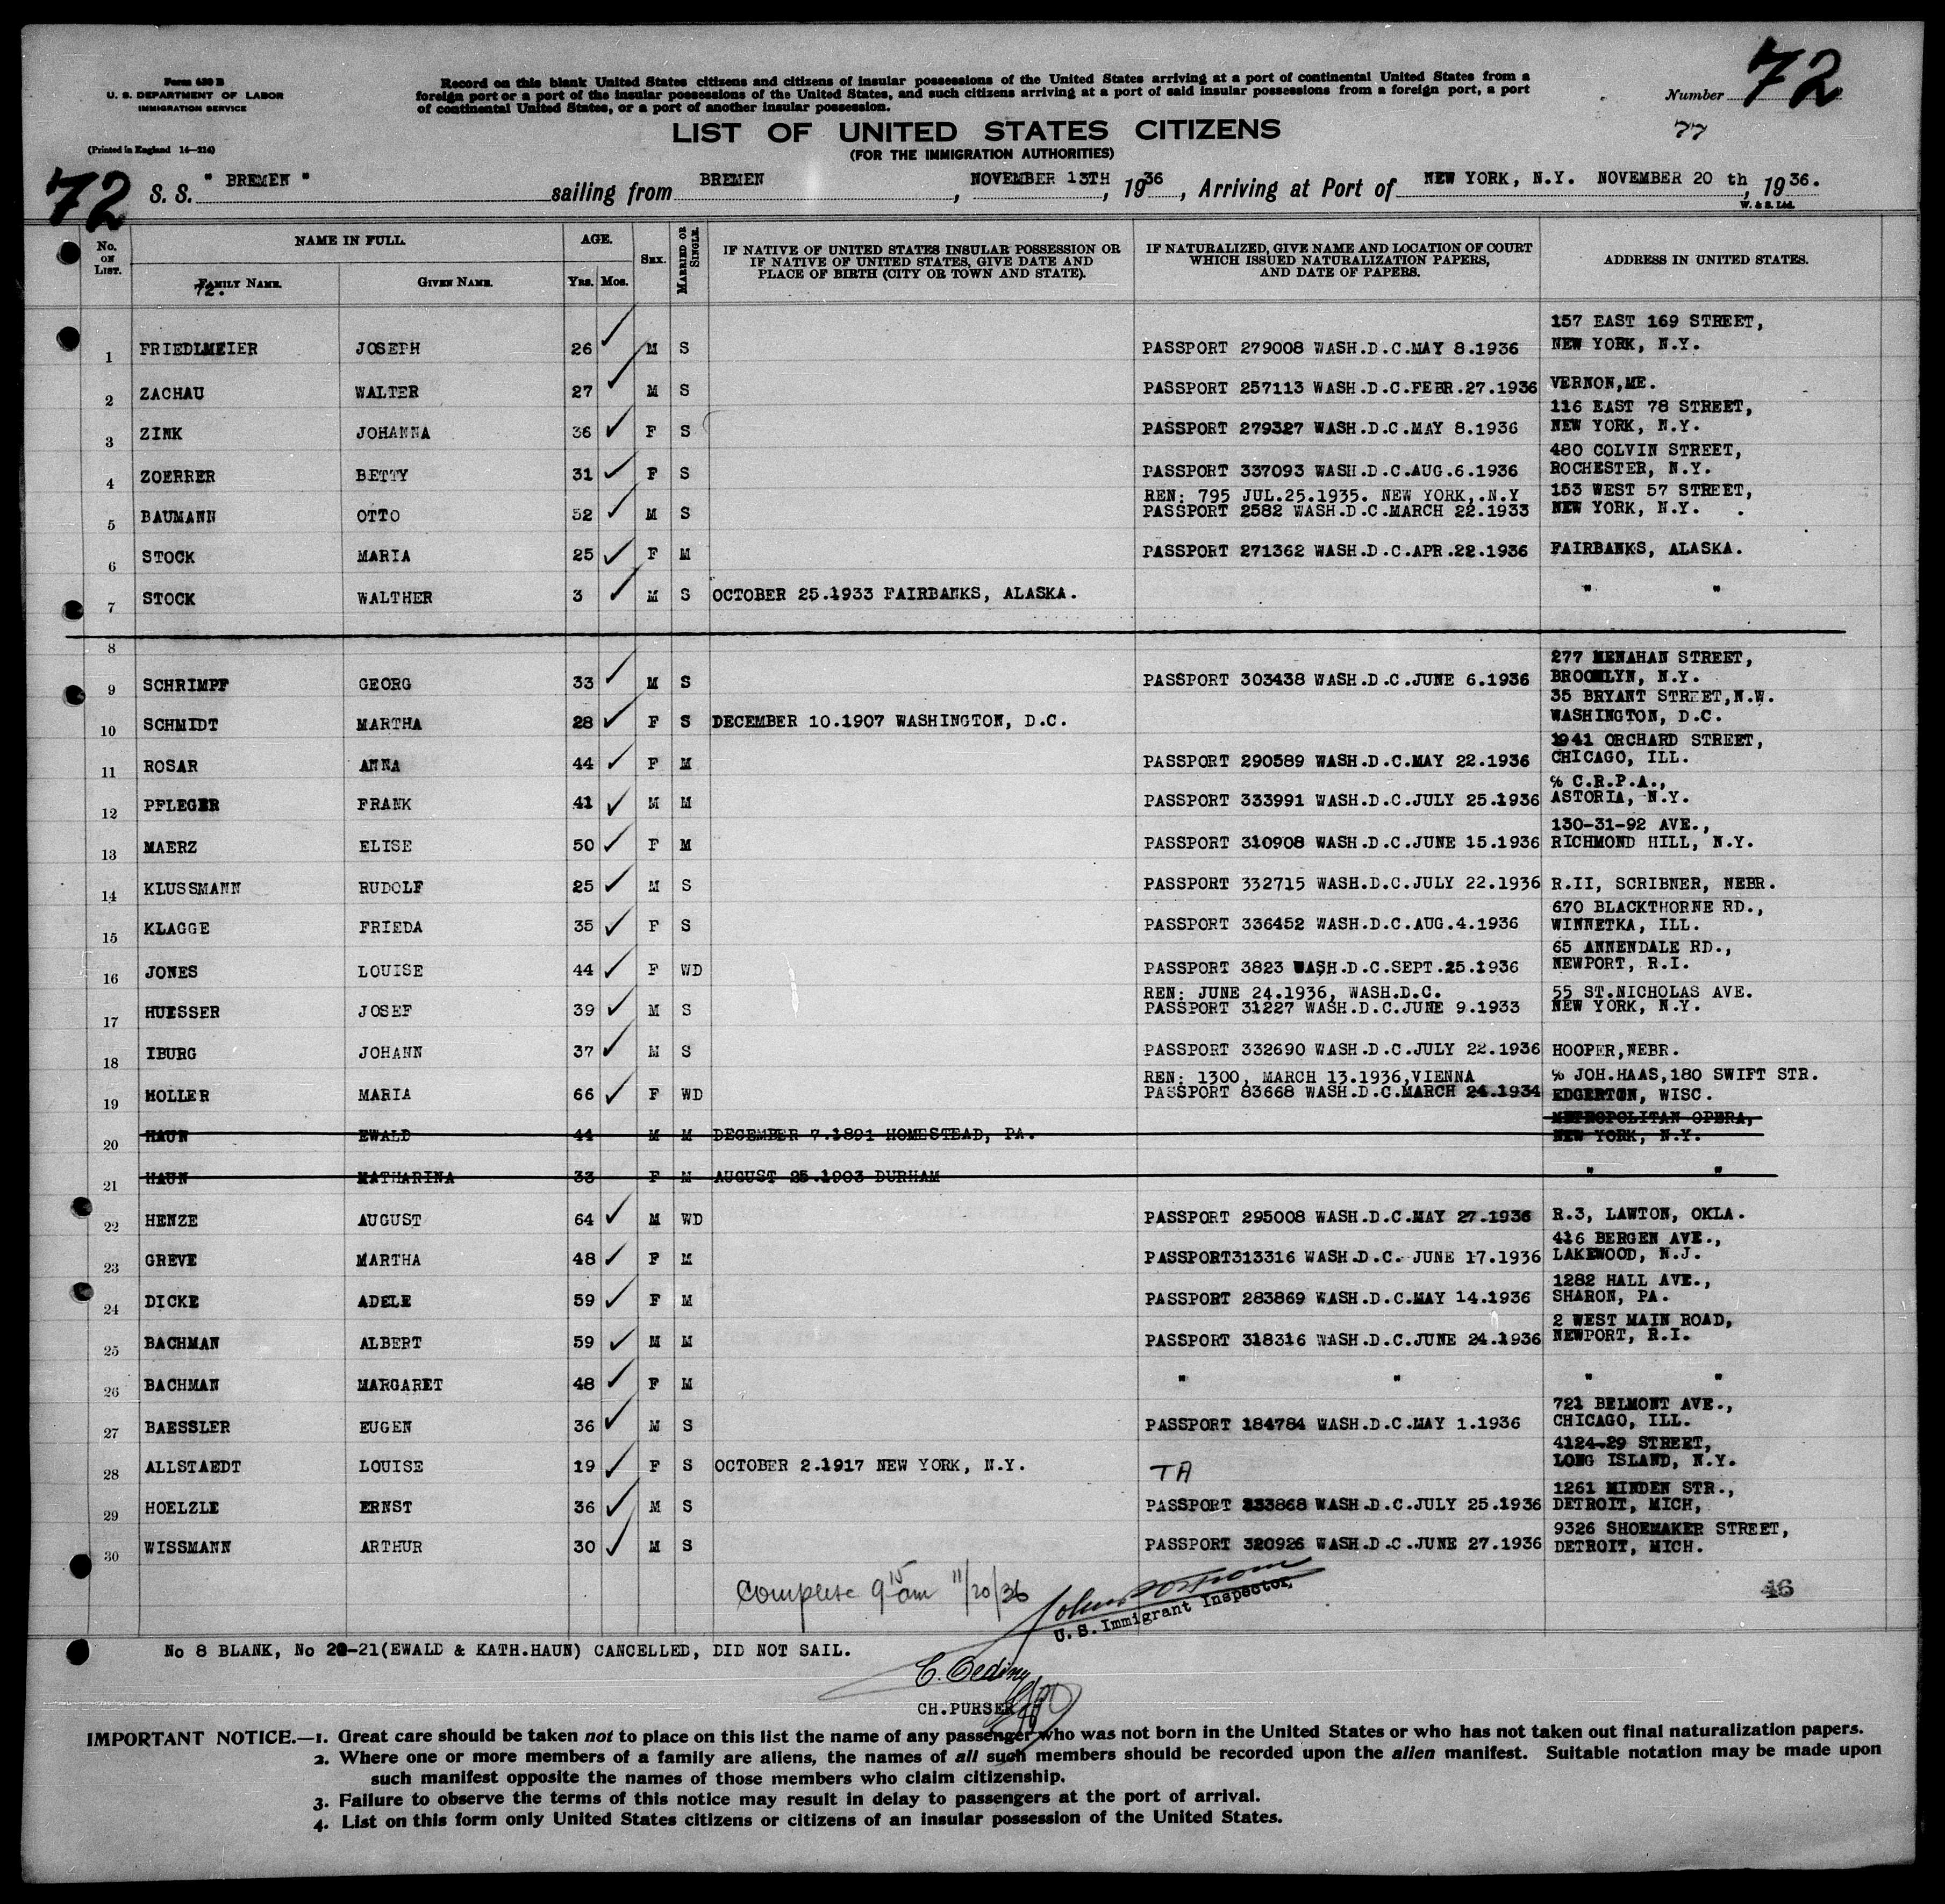 Form 630 B
U. S. DEPARTMENT OF LABOR
IMMIGRATION SERVICE
(Printed in England 14—214)
Record on this blank United States citizens and citizens of insular possessions of the United States arriving at a port of continental United States from a
foreign port or a port of the insular possessions of the United States, and such citizens arriving at a port of said insular possessions from a foreign port, a port
of continental United States, or a port of another insular possession.
Number 72
77
LIST OF UNITED STATES CITIZENS
(FOR THE IMMIGRATION AUTHORITIES)
72 S. S. " BREMEN " sailing from BREMEN , NOVEMBER 13TH , 1936 , Arriving at Port of NEW YORK, N.Y. NOVEMBER 20 th, 1936.
W. & S. Ltd.
No. ON LIST. NAME IN FULL. AGE. SEX. MARRIED OR SINGLE. IF NATIVE OF UNITED STATES INSULAR POSSESSION OR IF NATIVE OF UNITED STATES, GIVE DATE AND PLACE OF BIRTH (CITY OR TOWN AND STATE). IF NATURALIZED, GIVE NAME AND LOCATION OF COURT WHICH ISSUED NATURALIZATION PAPERS, AND DATE OF PAPERS. ADDRESS IN UNITED STATES.
FAMILY NAME. GIVEN NAME. YRS. MOS.
72.
157 EAST 169 STREET,
1 FRIEDLMEIER JOSEPH 26 M S PASSPORT 279008 WASH.D.C.MAY 8.1936 NEW YORK, N.Y.
2 ZACHAU WALTER 27 M S PASSPORT 257113 WASH.D.C.FEBR.27.1936 VERNON,ME.
116 EAST 78 STREET,
3 ZINK JOHANNA 36 F S PASSPORT 279327 WASH.D.C.MAY 8.1936 NEW YORK, N.Y.
480 COLVIN STREET,
4 ZOERRER BETTY 31 F S PASSPORT 337093 WASH.D.C.AUG.6.1936 ROCHESTER, N.Y.
REN: 795 JUL.25.1935. NEW YORK,.N.Y 153 WEST 57 STREET,
5 BAUMANN OTTO 52 M S PASSPORT 2582 WASH.D.C.MARCH 22.1933 NEW YORK, N.Y.
6 STOCK MARIA 25 F M PASSPORT 271362 WASH.D.C.APR.22.1936 FAIRBANKS, ALASKA.
7 STOCK WALTHER 3 M S OCTOBER 25.1933 FAIRBANKS, ALASKA. " "
8
277 MENAHAN STREET,
9 SCHRIMPF GEORG 33 M S PASSPORT 303438 WASH.D.C.JUNE 6.1936 BROOKLYN, N.Y.
35 BRYANT STREET,N.W.
10 SCHMIDT MARTHA 28 F S DECEMBER 10.1907 WASHINGTON, D.C. WASHINGTON, D.C.
1941 ORCHARD STREET,
11 ROSAR ANNA 44 F M PASSPORT 290589 WASH.D.C.MAY 22.1936 CHICAGO, ILL.
℅ C.R.P.A.,
12 PFLEGER FRANK 41 M M PASSPORT 333991 WASH.D.C.JULY 25.1936 ASTORIA, N.Y.
130-31-92 AVE.,
13 MAERZ ELISE 50 F M PASSPORT 310908 WASH.D.C.JUNE 15.1936 RICHMOND HILL, N.Y.
14 KLUSSMANN RUDOLF 25 M S PASSPORT 332715 WASH.D.C.JULY 22.1936 R.II, SCRIBNER, NEBR.
670 BLACKTHORNE RD.,
15 KLAGGE FRIEDA 35 F S PASSPORT 336452 WASH.D.C.AUG.4.1936 WINNETKA, ILL.
65 ANNENDALE RD.,
16 JONES LOUISE 44 F WD PASSPORT 3823 WASH.D.C.SEPT.25.1936 NEWPORT, R.I.
REN: JUNE 24.1936, WASH.D.C. 55 ST.NICHOLAS AVE.
17 HUESSER JOSEF 39 M S PASSPORT 31227 WASH.D.C.JUNE 9.1933 NEW YORK, N.Y.
18 IBURG JOHANN 37 M S PASSPORT 332690 WASH.D.C.JULY 22.1936 HOOPER,NEBR.
REN: 1300, MARCH 13.1936,VIENNA ℅ JOH.HAAS,180 SWIFT STR.
19 HOLLER MARIA 66 F WD PASSPORT 83668 WASH.D.C.MARCH 24.1934 EDGERTON, WISC.
METROPOLITAN OPERA,
20 HAUN EWALD 44 M M DECEMBER 7.1891 HOMESTEAD, PA. NEW YORK, N.Y.
21 HAUN KATHARINA 33 F M AUGUST 25.1903 DURHAM " "
22 HENZE AUGUST 64 M WD PASSPORT 295008 WASH.D.C.MAY 27.1936 R.3, LAWTON, OKLA.
416 BERGEN AVE.,
23 GREVE MARTHA 48 F M PASSPORT313316 WASH.D.C. JUNE 17.1936 LAKEWOOD, N.J.
1282 HALL AVE.,
24 DICKE ADELE 59 F M PASSPORT 283869 WASH.D.C.MAY 14.1936 SHARON, PA.
2 WEST MAIN ROAD,
25 BACHMAN ALBERT 59 M M PASSPORT 318316 WASH.D.C.JUNE 24.1936 NEWPORT, R.I.
26 BACHMAN MARGARET 48 F M " " " "
721 BELMONT AVE.,
27 BAESSLER EUGEN 36 M S PASSPORT 184784 WASH.D.C.MAY 1.1936 CHICAGO, ILL.
4124-29 STREET,
28 ALLSTAEDT LOUISE 19 F S OCTOBER 2.1917 NEW YORK, N.Y. TA LONG ISLAND, N.Y.
1261 MINDEN STR.,
29 HOELZLE ERNST 36 M S PASSPORT 333868 WASH.D.C.JULY 25.1936 DETROIT, MICH,
9326 SHOEMAKER STREET,
30 WISSMANN ARTHUR 30 M S PASSPORT 320926 WASH.D.C.JUNE 27.1936 DETROIT, MICH.
Complete 9 15 am 11/20/36
46
U. S. Immigrant Inspector.
No 8 BLANK, No 20-21(EWALD & KATH.HAUN) CANCELLED, DID NOT SAIL.
CH.PURSER
IMPORTANT NOTICE.—1. Great care should be taken not to place on this list the name of any passenger who was not born in the United States or who has not taken out final naturalization papers.
2. Where one or more members of a family are aliens, the names of all such members should be recorded upon the alien manifest. Suitable notation may be made upon
such manifest opposite the names of those members who claim citizenship.
3. Failure to observe the terms of this notice may result in delay to passengers at the port of arrival.
4. List on this form only United States citizens or citizens of an insular possession of the United States.